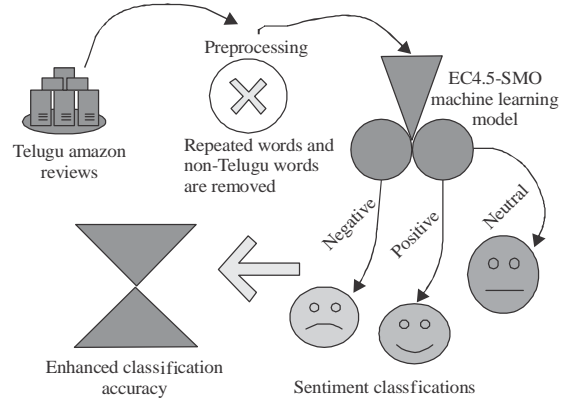 Preprocessing
EC4.5-SMO
machine learning
model
Telugu amazon
reviews
Repeated words and
non-Telugu words
are removed
Negative
Positive
Neutral
Enhanced classification
accuracy
Sentiment classfications